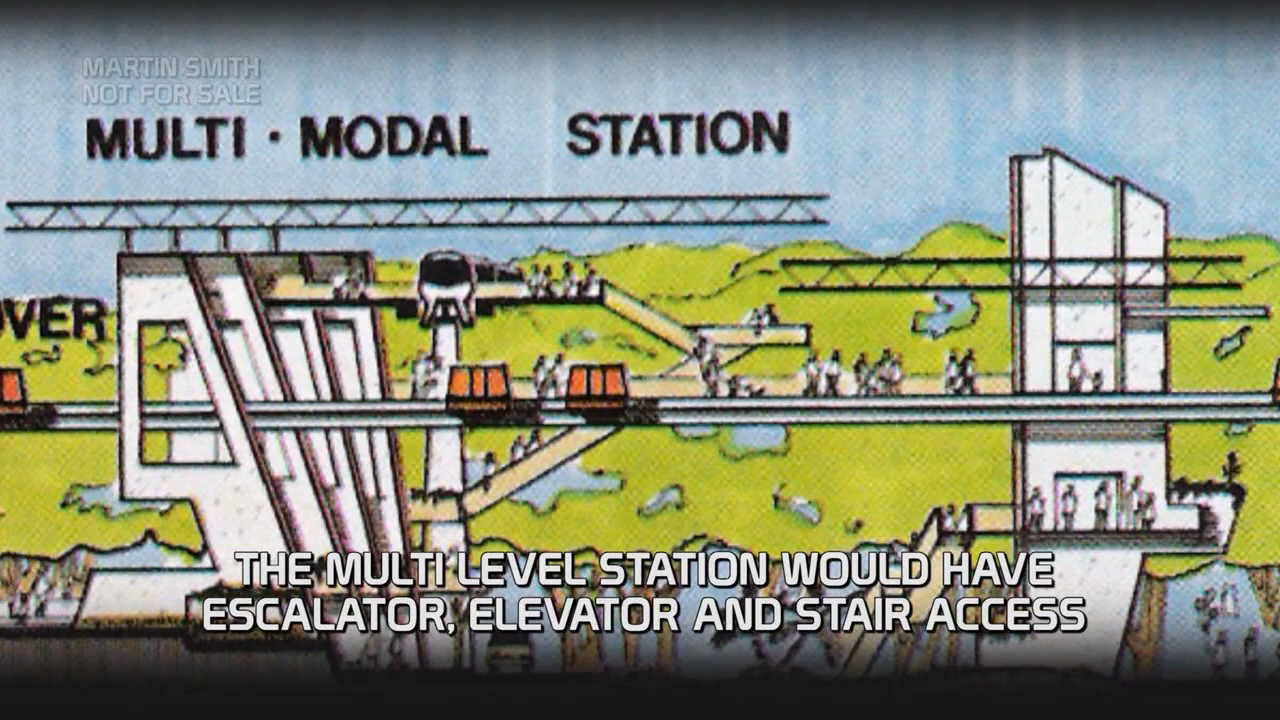 MARTIN SMITH
NOT FOR SALE
MULTI · MODAL STATION
OVER
THE MULTI LEVEL STATION WOULD HAVE
ESCALATOR, ELEVATOR AND STAIR ACCESS